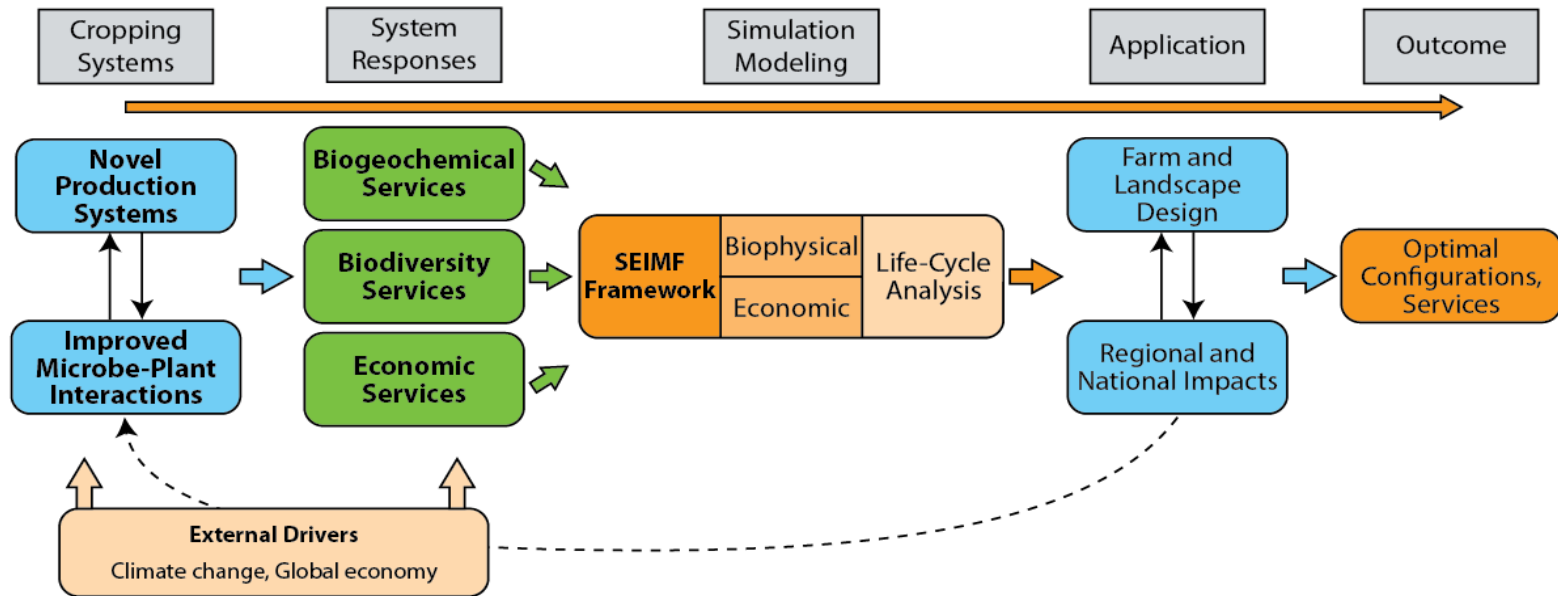 Cropping
Systems
System
Responses
Simulation
Modeling
Application
Outcome
Novel
Production
Systems
Improved
Microbe-Plant
Interactions
Biogeochemical
Services
Biodiversity
Services
Economic
Services
SEIMF
Framework
Biophysical
Economic
Life-Cycle
Analysis
Farm and
Landscape
Design
Regional and
National Impacts
Optimal
Configurations,
Services
External Drivers
Climate change, Global economy